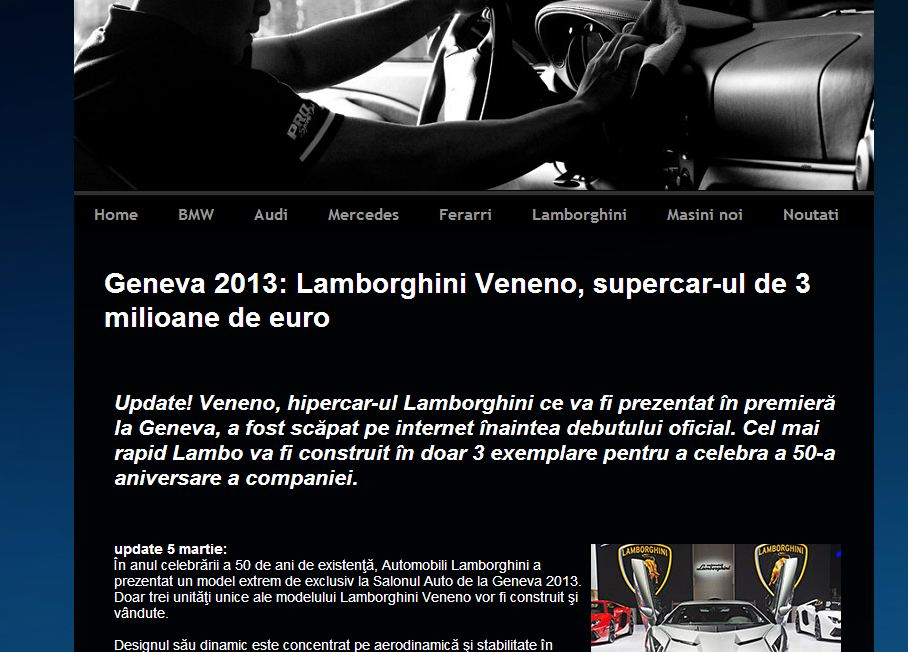 PRO
Home BMW Audi Mercedes Ferarri Lamborghini Masini noi Noutati
Geneva 2013: Lamborghini Veneno, supercar-ul de 3
milioane de euro
Update! Veneno, hipercar-ul Lamborghini ce va fi prezentat în premieră
la Geneva, a fost scăpat pe internet înaintea debutului oficial. Cel mai
rapid Lambo va fi construit în doar 3 exemplare pentru a celebra a 50-a
aniversare a companiei.
update 5 martie:
În anul celebrării a 50 de ani de existenţă, Automobili Lamborghini a
prezentat un model extrem de exclusiv la Salonul Auto de la Geneva 2013.
Doar trei unităţi unice ale modelului Lamborghini Veneno vor fi construit şi
vândute.
Designul său dinamic este concentrat pe aerodinamică şi stabilitate în
LAMBORGHINI
Lamborghini
LAMBORGHINI